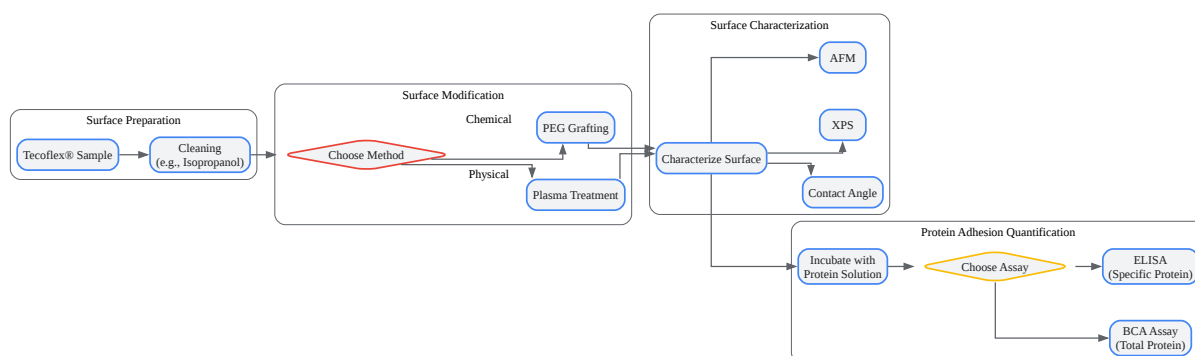 Surface Preparation
Tecoflex® Sample
Cleaning
(e.g., Isopropanol)
Surface Modification
Choose Method
Chemical
Physical
PEG Grafting
Plasma Treatment
Surface Characterization
Characterize Surface
AFM
XPS
Contact Angle
Protein Adhesion Quantification
Incubate with
Protein Solution
Choose Assay
ELISA
(Specific Protein)
BCA Assay
(Total Protein)